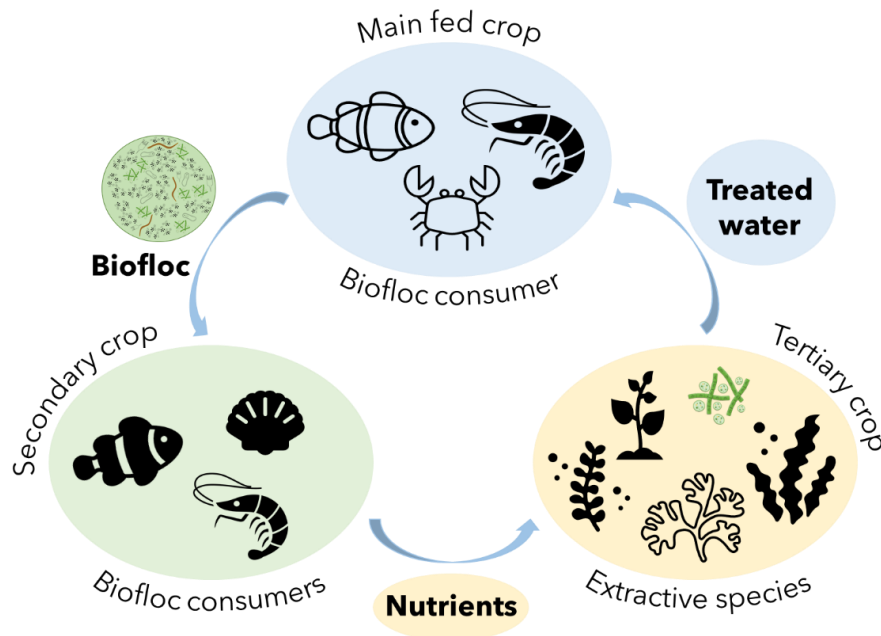 Main fed crop
Treated
water
Biofloc
Biofloc consumer
Secondary crop
Tertiary crop
Biofloc consumers
Nutrients
Extractive species